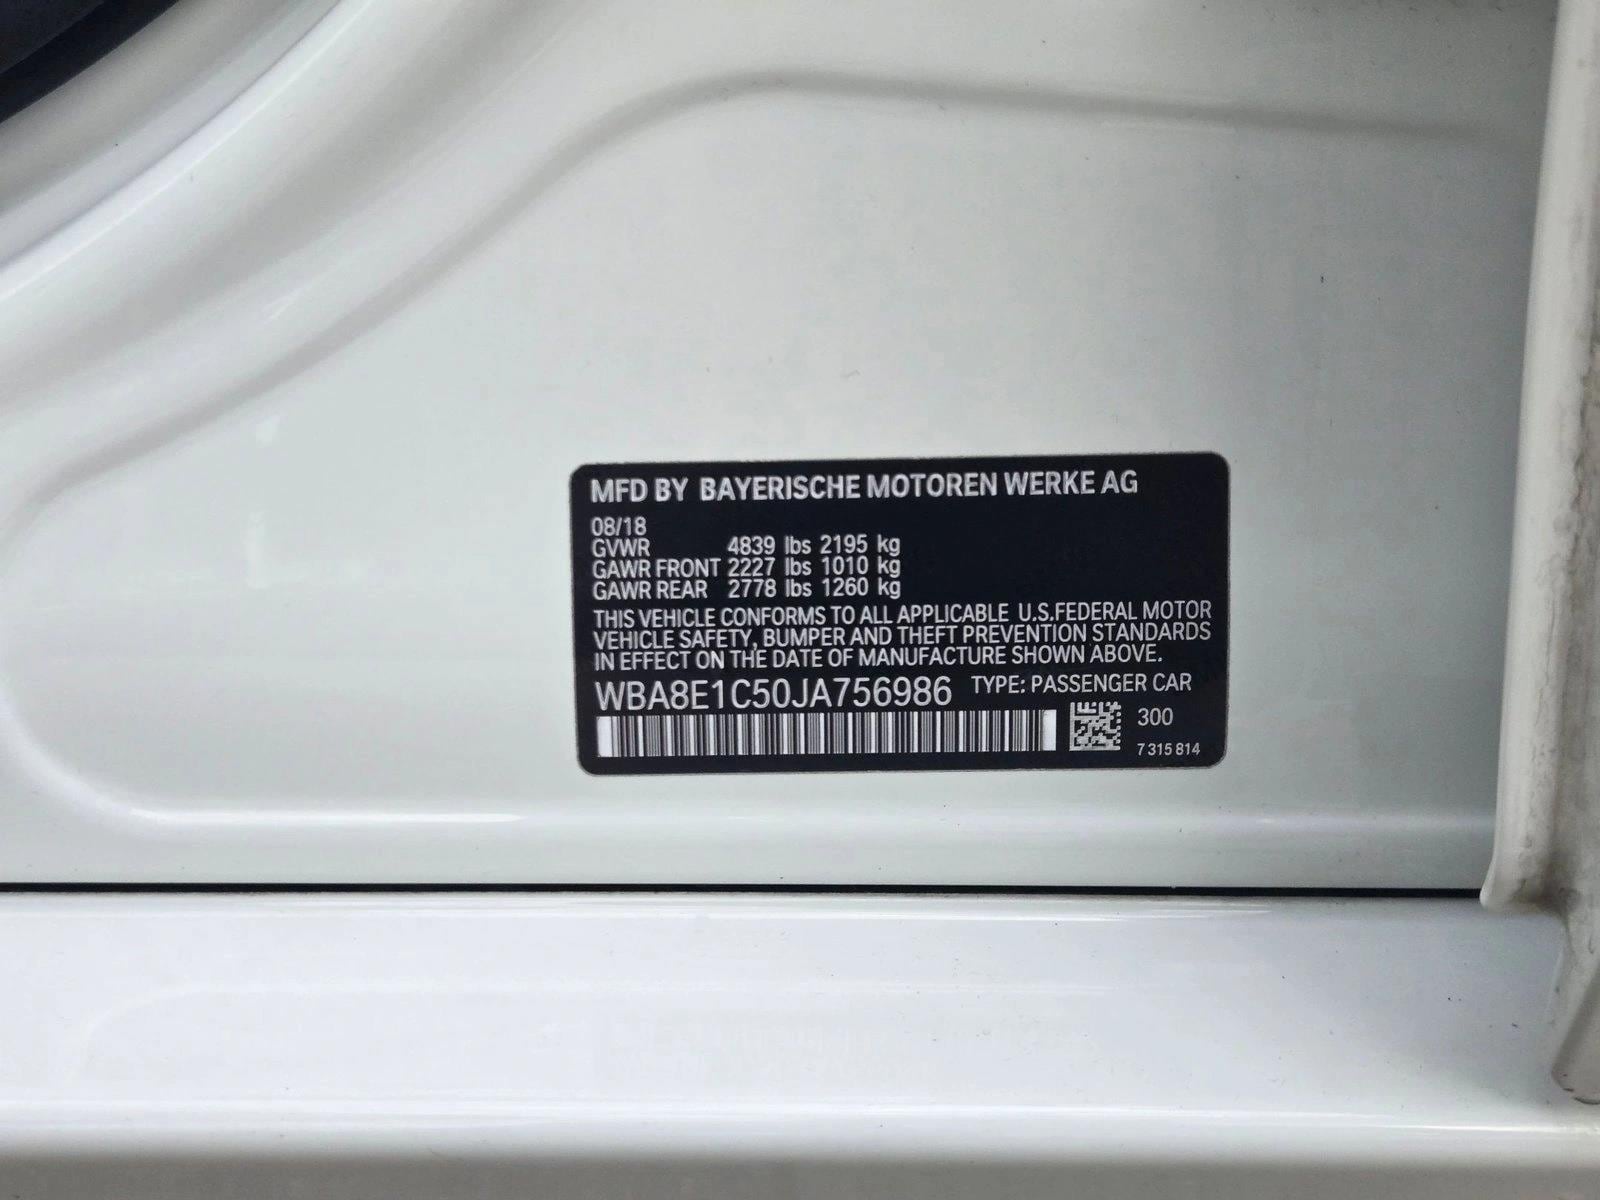 MFD BY BAYERISCHE MOTOREN WERKE AG
08/18
GVWR 4839 lbs 2195 kg
GAWR FRONT 2227 lbs 1010 kg
GAWR REAR 2778 lbs 1260 kg
THIS VEHICLE CONFORMS TO ALL APPLICABLE U.S.FEDERAL MOTOR
VEHICLE SAFETY, BUMPER AND THEFT PREVENTION STANDARDS
IN EFFECT ON THE DATE OF MANUFACTURE SHOWN ABOVE.
WBA8E1C50JA756986 TYPE: PASSENGER CAR
300
7 315 814